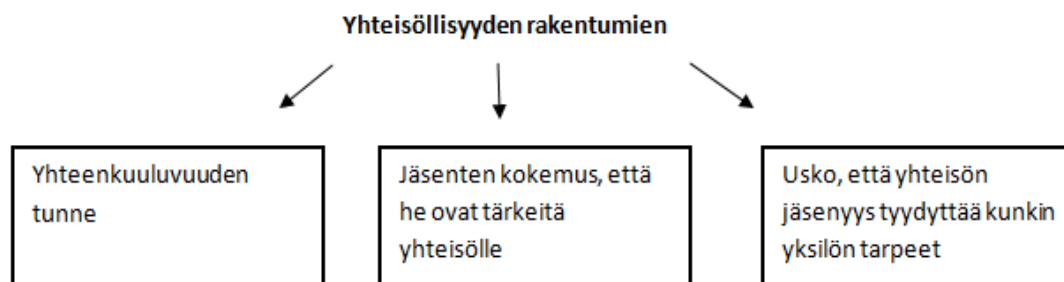 Yhteisöllisyyden rakentumien
Yhteenkuuluvuuden
tunne
Jäsenten kokemus, että
he ovat tärkeitä
yhteisölle
Usko, että yhteisön
jäsenyys tyydyttää kunkin
yksilön tarpeet